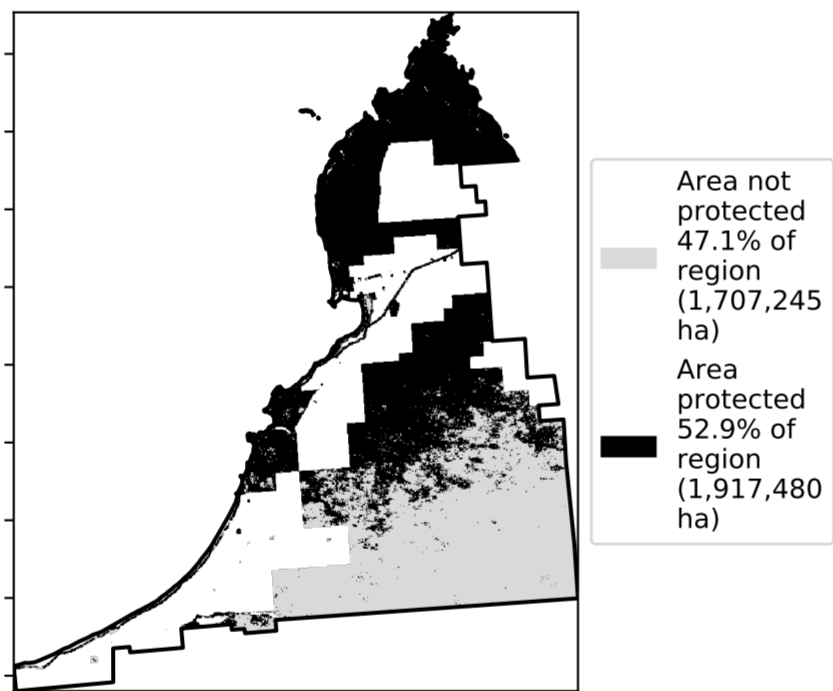 Area not
protected
47.1% of
region
(1,707,245
ha)
Area
protected
52.9% of
region
(1,917,480
ha)